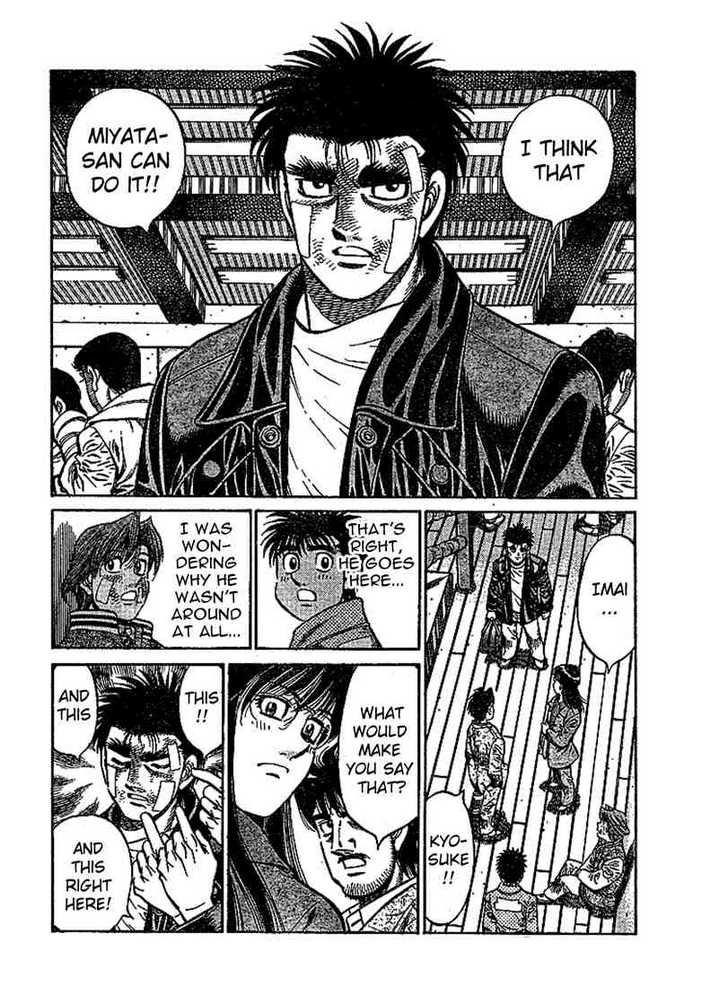 I THINK
THAT
MIYATA-
SAN CAN
DO IT!!
IMAI
...
KYO-
SUKE
!!
THAT'S
RIGHT,
HE GOES
HERE...
I WAS
WON-
DERING
WHY HE
WASN'T
AROUND
AT ALL...
WHAT
WOULD
MAKE
YOU SAY
THAT?
THIS
!!
AND
THIS
AND
THIS
RIGHT
HERE!